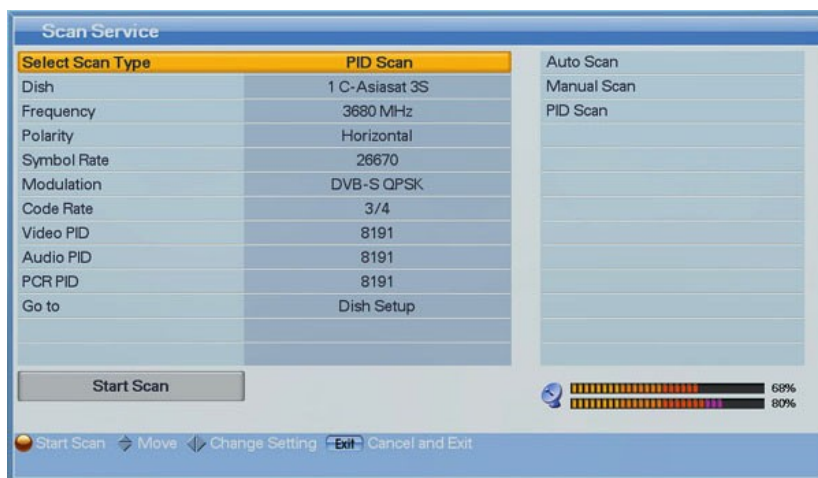 Scan Service
Select Scan Type PID Scan
Dish 1 C-Asiasat 3S
Frequency 3680 MHz
Polarity Horizontal
Symbol Rate 26670
Modulation DVB-S QPSK
Code Rate 3/4
Video PID 8191
Audio PID 8191
PCR PID 8191
Go to Dish Setup
Auto Scan
Manual Scan
PID Scan
Start Scan
68%
80%
Start Scan Move Change Setting Exit Cancel and Exit